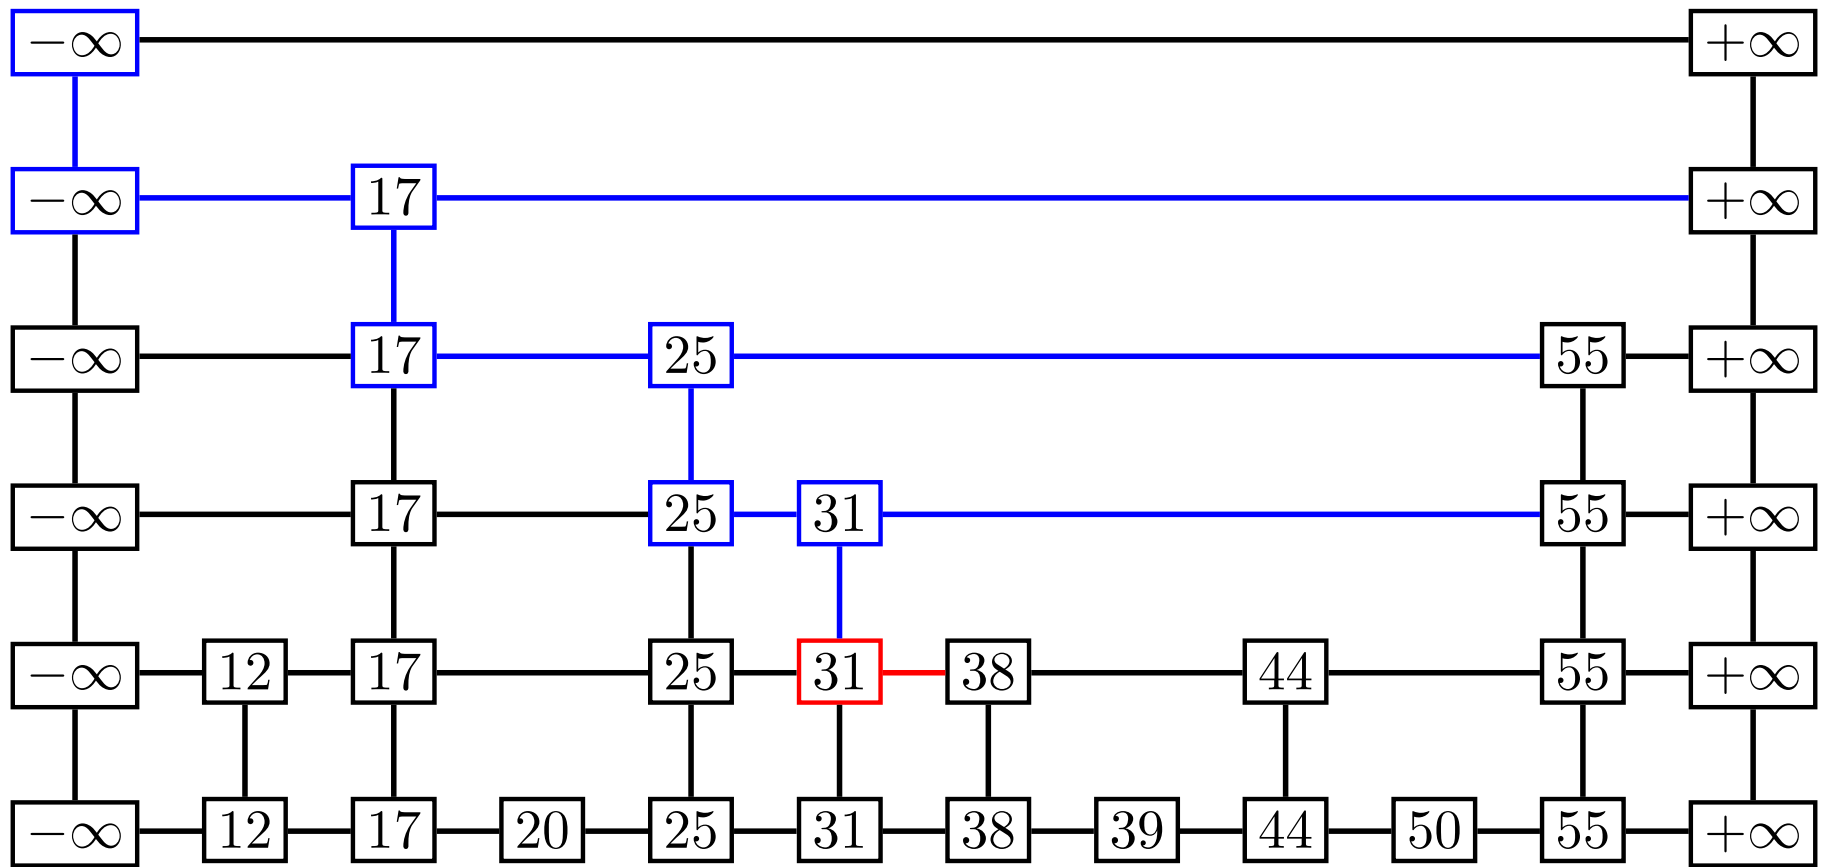 −∞ +∞
−∞ 17 +∞
−∞ 17 25 55 +∞
−∞ 17 25 31 55 +∞
−∞ 12 17 25 31 38 44 55 +∞
−∞ 12 17 20 25 31 38 39 44 50 55 +∞